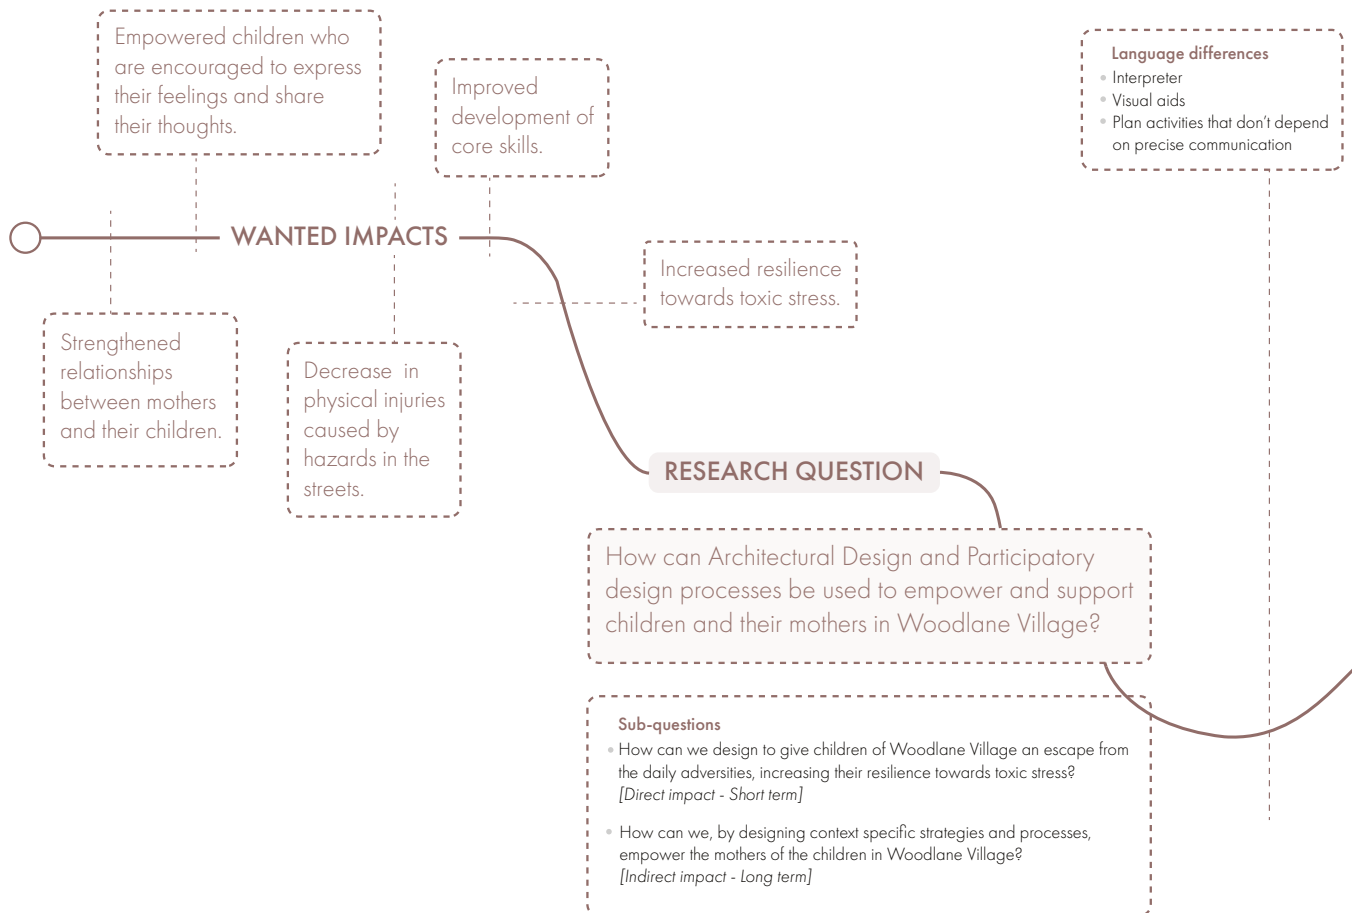 Empowered children who
are encouraged to express
their feelings and share
their thoughts.
Improved
development of
core skills.
Language differences
• Interpreter
• Visual aids
• Plan activities that don't depend
on precise communication
WANTED IMPACTS
Increased resilience
towards toxic stress.
Strengthened
relationships
between mothers
and their children.
Decrease in
physical injuries
caused by
hazards in the
streets.
RESEARCH QUESTION
How can Architectural Design and Participatory
design processes be used to empower and support
children and their mothers in Woodlane Village?
Sub-questions
• How can we design to give children of Woodlane Village an escape from
the daily adversities, increasing their resilience towards toxic stress?
[Direct impact - Short term]
• How can we, by designing context specific strategies and processes,
empower the mothers of the children in Woodlane Village?
[Indirect impact - Long term]